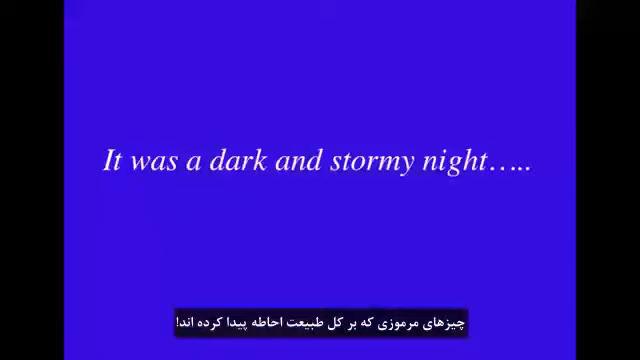 It was a dark and stormy night…..
چیزهای مرموزی که بر کل طبیعت احاطه پیدا کرده اند!